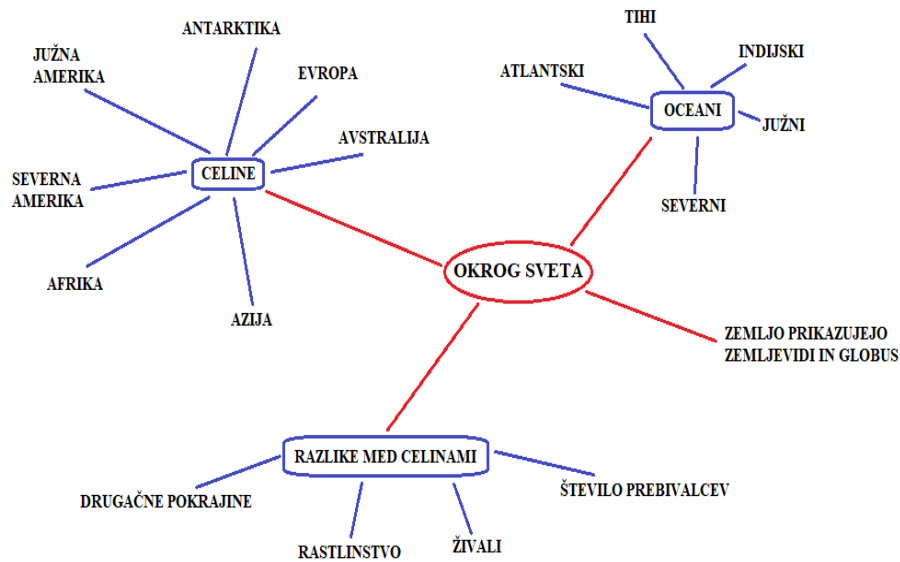 TIHI
ANTARKTIKA
INDIJSKI
JUŽNA
AMERIKA
EVROPA
ATLANTSKI
OCEANI
JUŽNI
AVSTRALIJA
CELINE
SEVERNA
AMERIKA
SEVERNI
OKROG SVETA
AFRIKA
AZIJA
ZEMLJO PRIKAZUJEJO
ZEMLJEVIDI IN GLOBUS
RAZLIKE MED CELINAMI
DRUGAČNE POKRAJINE
ŠTEVILO PREBIVALCEV
RASTLINSTVO
ŽIVALI